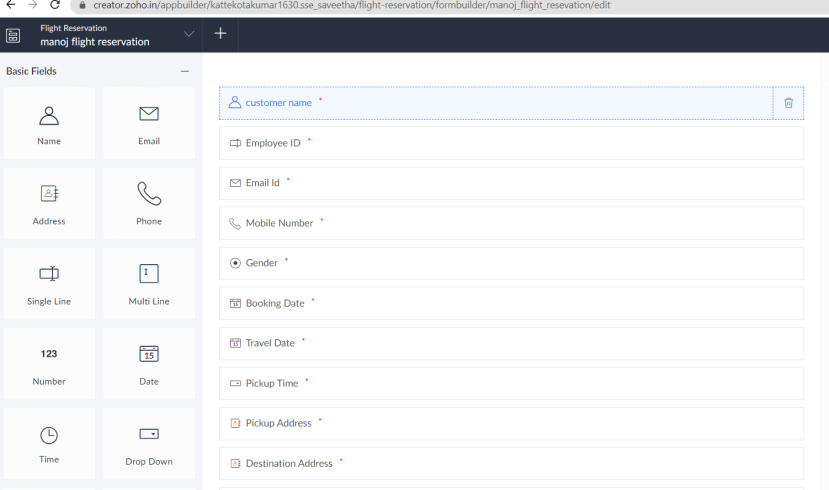 creator.zoho.in/appbuilder/kattekotakumar1630.sse_saveetha/flight-reservation/formbuilder/manoj_flight_resevation/edit
Flight Reservation
manoj flight reservation
Basic Fields
Name
Email
Address
Phone
Single Line
Multi Line
123
Number
15
Date
Time
Drop Down
customer name *
Employee ID *
Email Id *
Mobile Number *
Gender *
Booking Date *
Travel Date *
Pickup Time *
Pickup Address *
Destination Address *